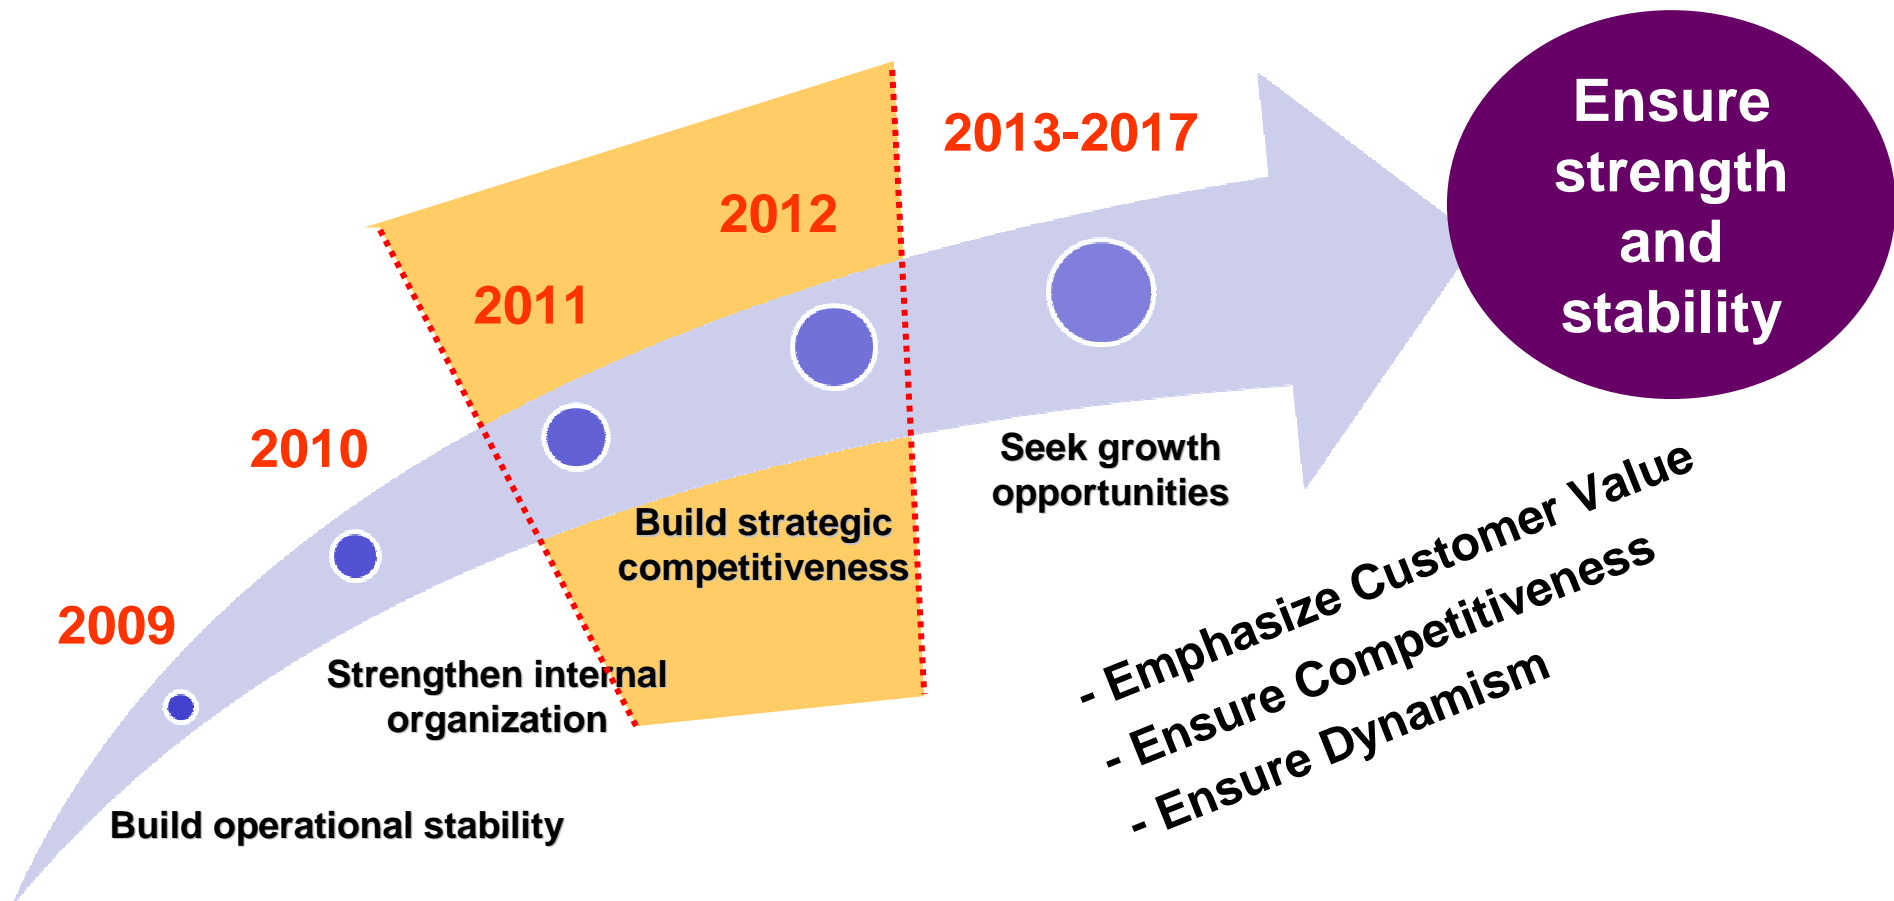 Ensure
strength
and
stability
2013-2017
2012
2011
2010
2009
Seek growth
opportunities
Build strategic
competitiveness
Strengthen internal
organization
Build operational stability
- Emphasize Customer Value
- Ensure Competitiveness
- Ensure Dynamism